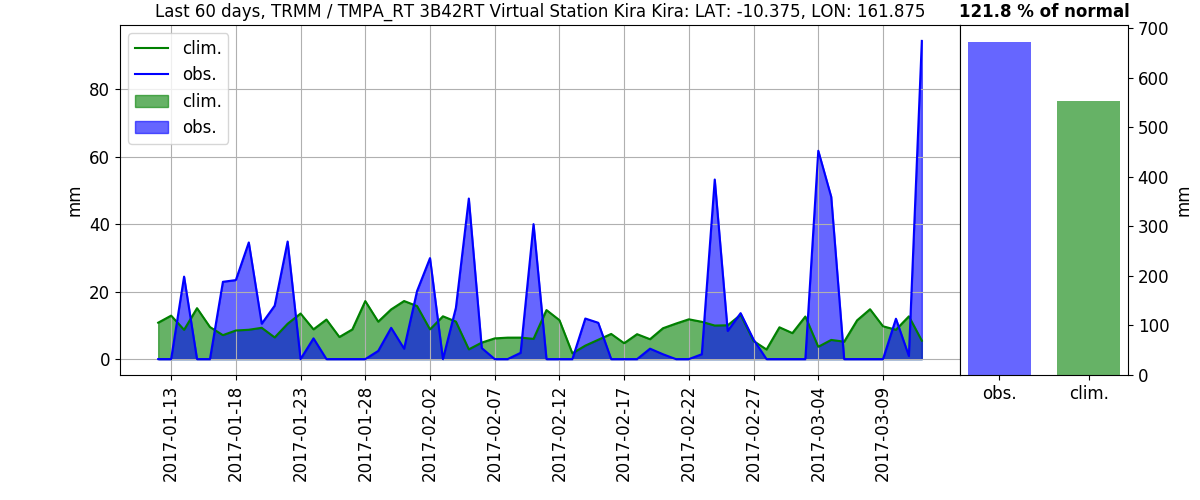 Last 60 days, TRMM / TMPA_RT 3B42RT Virtual Station Kira Kira: LAT: -10.375, LON: 161.875
121.8 % of normal
clim.
obs.
clim.
obs.
mm
80
60
40
20
0
2017-01-13
2017-01-18
2017-01-23
2017-01-28
2017-02-02
2017-02-07
2017-02-12
2017-02-17
2017-02-22
2017-02-27
2017-03-04
2017-03-09
700
600
500
400
300
200
100
0
mm
obs.
clim.